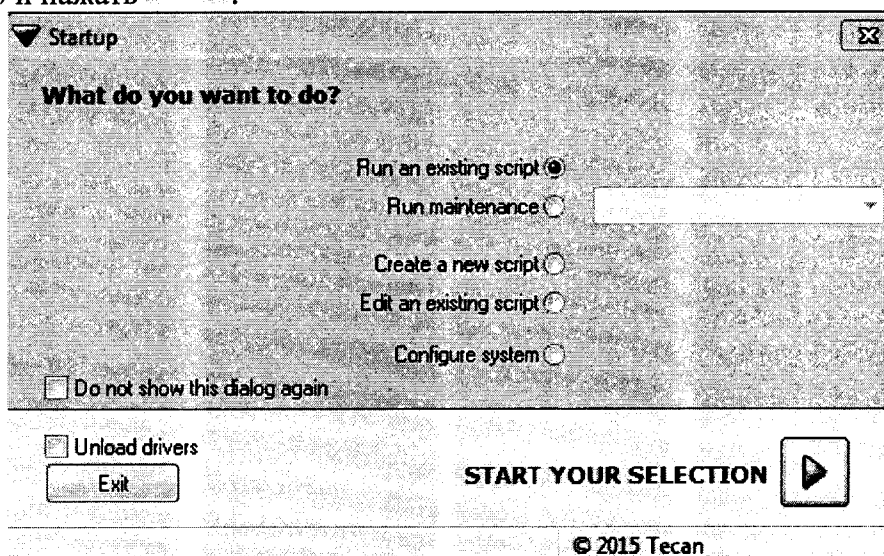 и нажать
Startup
What do you want to do?
Run an existing script
Run maintenance
Create a new script
Edit an existing script
Configure system
Do not show this dialog again
Unload drivers
Exit
START YOUR SELECTION
© 2015 Tecan